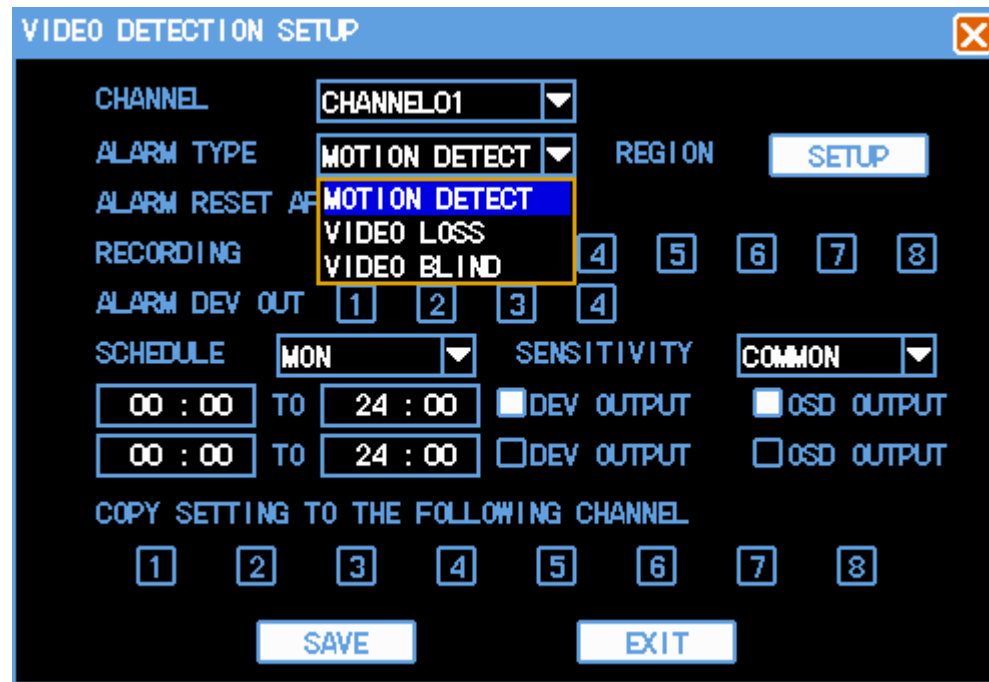 VIDEO DETECTION SETUP
CHANNEL CHANNEL01
ALARM TYPE MOTION DETECT REGION SETUP
ALARM RESET MOTION DETECT
VIDEO LOSS
RECORDING 4 5 6 7 8
VIDEO BLIND
ALARM DEV OUT 1 2 3 4
SCHEDULE MON SENSITIVITY COMMON
00 : 00 TO 24 : 00 DEV OUTPUT OSD OUTPUT
00 : 00 TO 24 : 00 DEV OUTPUT OSD OUTPUT
COPY SETTING TO THE FOLLOWING CHANNEL
1 2 3 4 5 6 7 8
SAVE EXIT